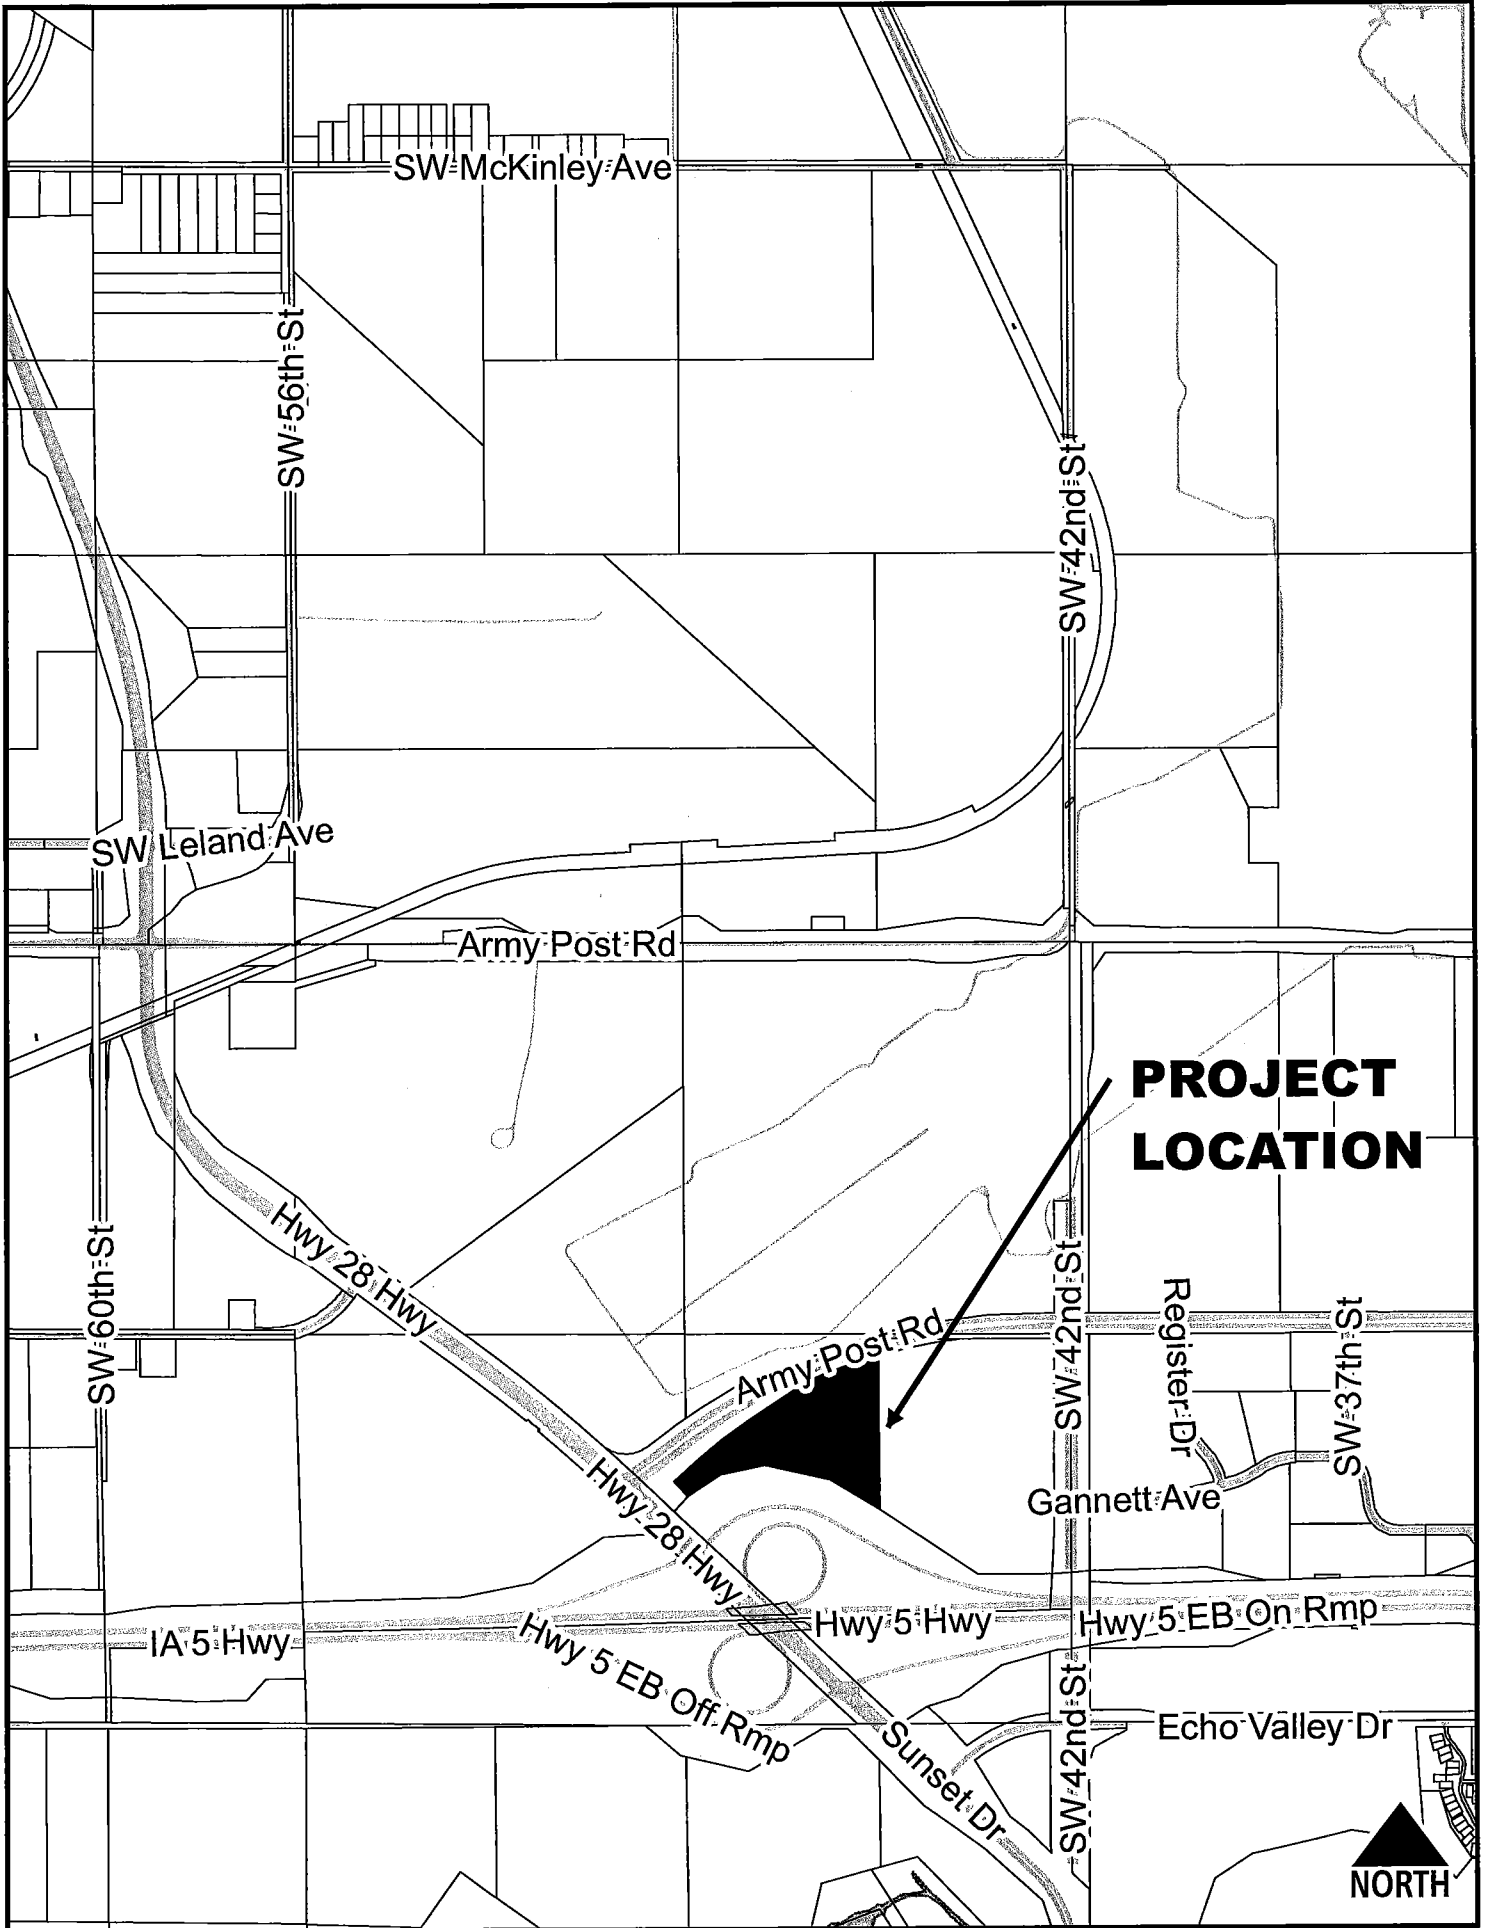 SW McKinley Ave
SW 56th St
SW 42nd St
SW Leland Ave
Army Post Rd
PROJECT
LOCATION
SW 60th St
Hwy 28 Hwy
Army Post Rd
SW 42nd St
Register Dr
SW 37th St
Hwy 28 Hwy
Gannett Ave
IA 5 Hwy
Hwy 5 EB Off Rmp
Hwy 5 Hwy
Hwy 5 EB On Rmp
SW 42nd St
Sunset Dr
Echo Valley Dr
NORTH